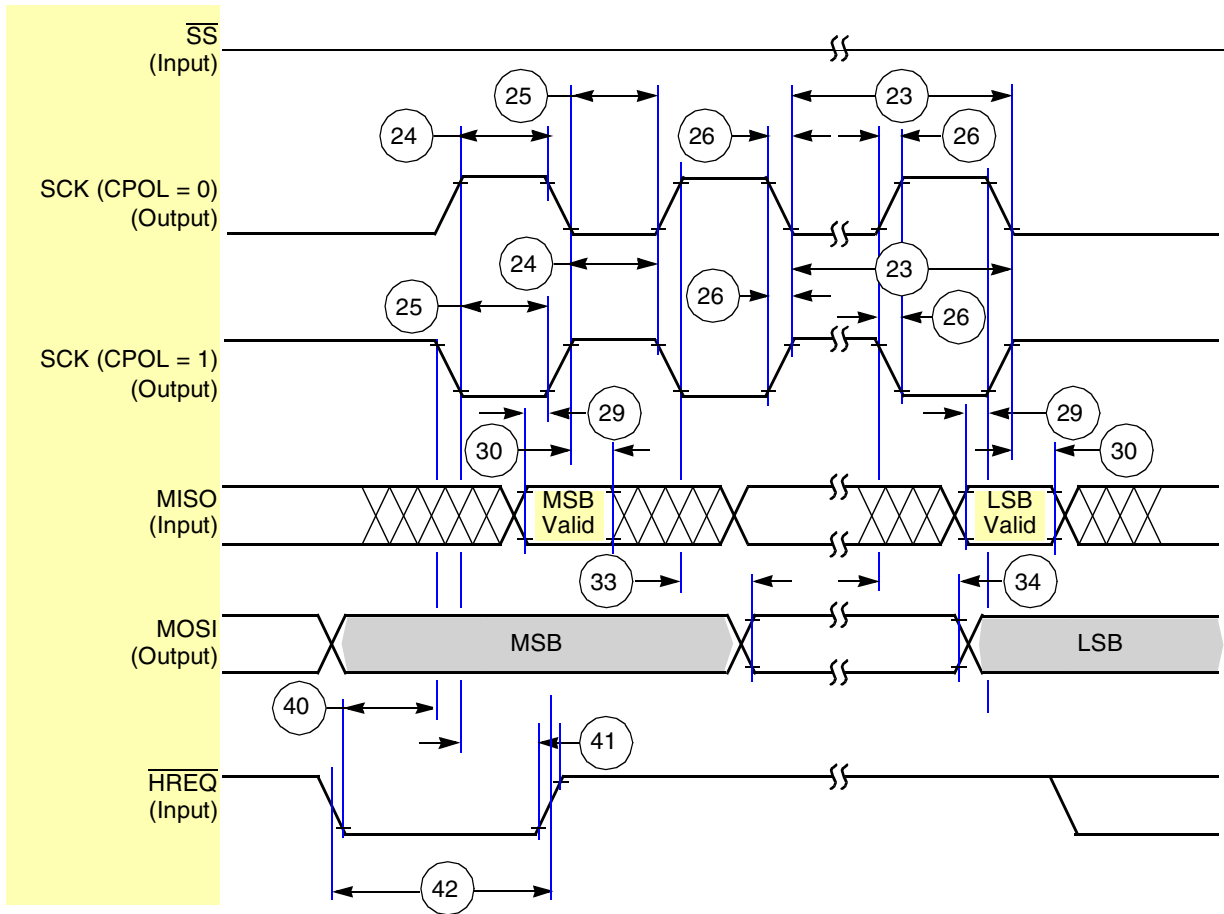 SS
(Input)
25
23
24
26
26
SCK (CPOL = 0)
(Output)
24
23
25
26
26
SCK (CPOL = 1)
(Output)
29
29
30
30
MISO
(Input)
MSB
Valid
LSB
Valid
33
34
MOSI
(Output)
MSB
LSB
40
41
HREQ
(Input)
42